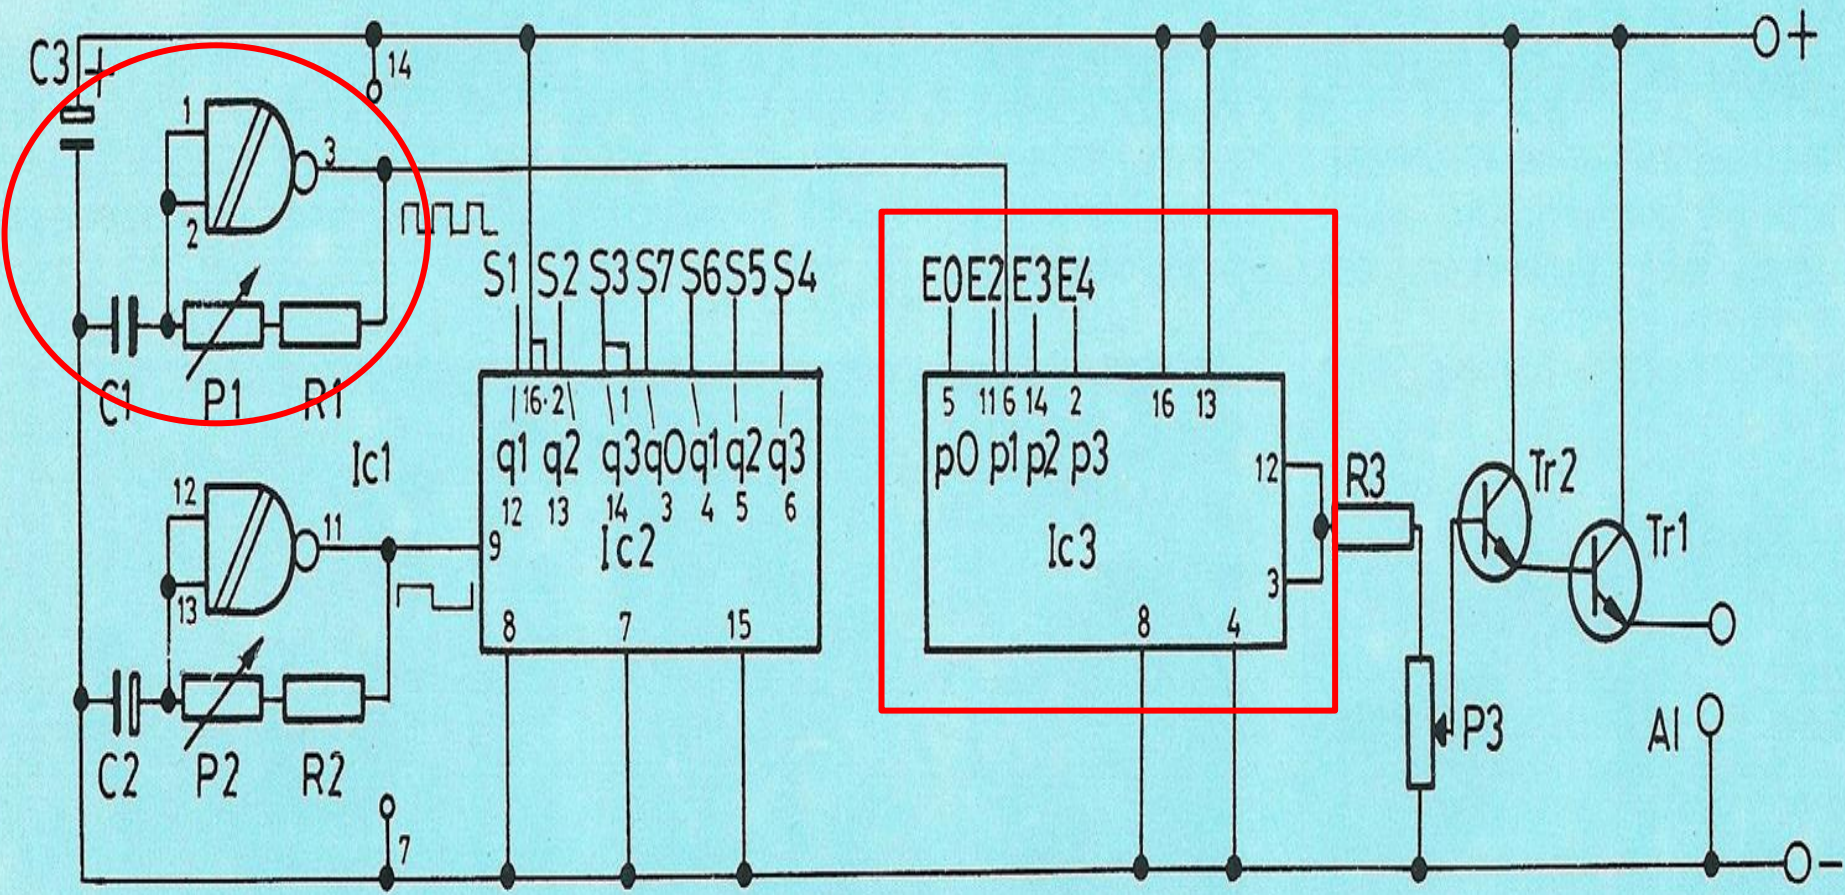 C3 + 14 +
1
3
2
S1 S2 S3 S7 S6 S5 S4
E0 E2 E3 E4
C1 P1 R1
16 2 1
5 11 6 14 2 16 13
Ic1
q1 q2 q3 q0 q1 q2 q3
p0 p1 p2 p3
12 R3 Tr2
12
11
12 13 14 3 4 5 6
9 Ic2
Ic3
Tr1
13
3
8 7 15
8 4
C2 P2 R2
P3
Al
7
-